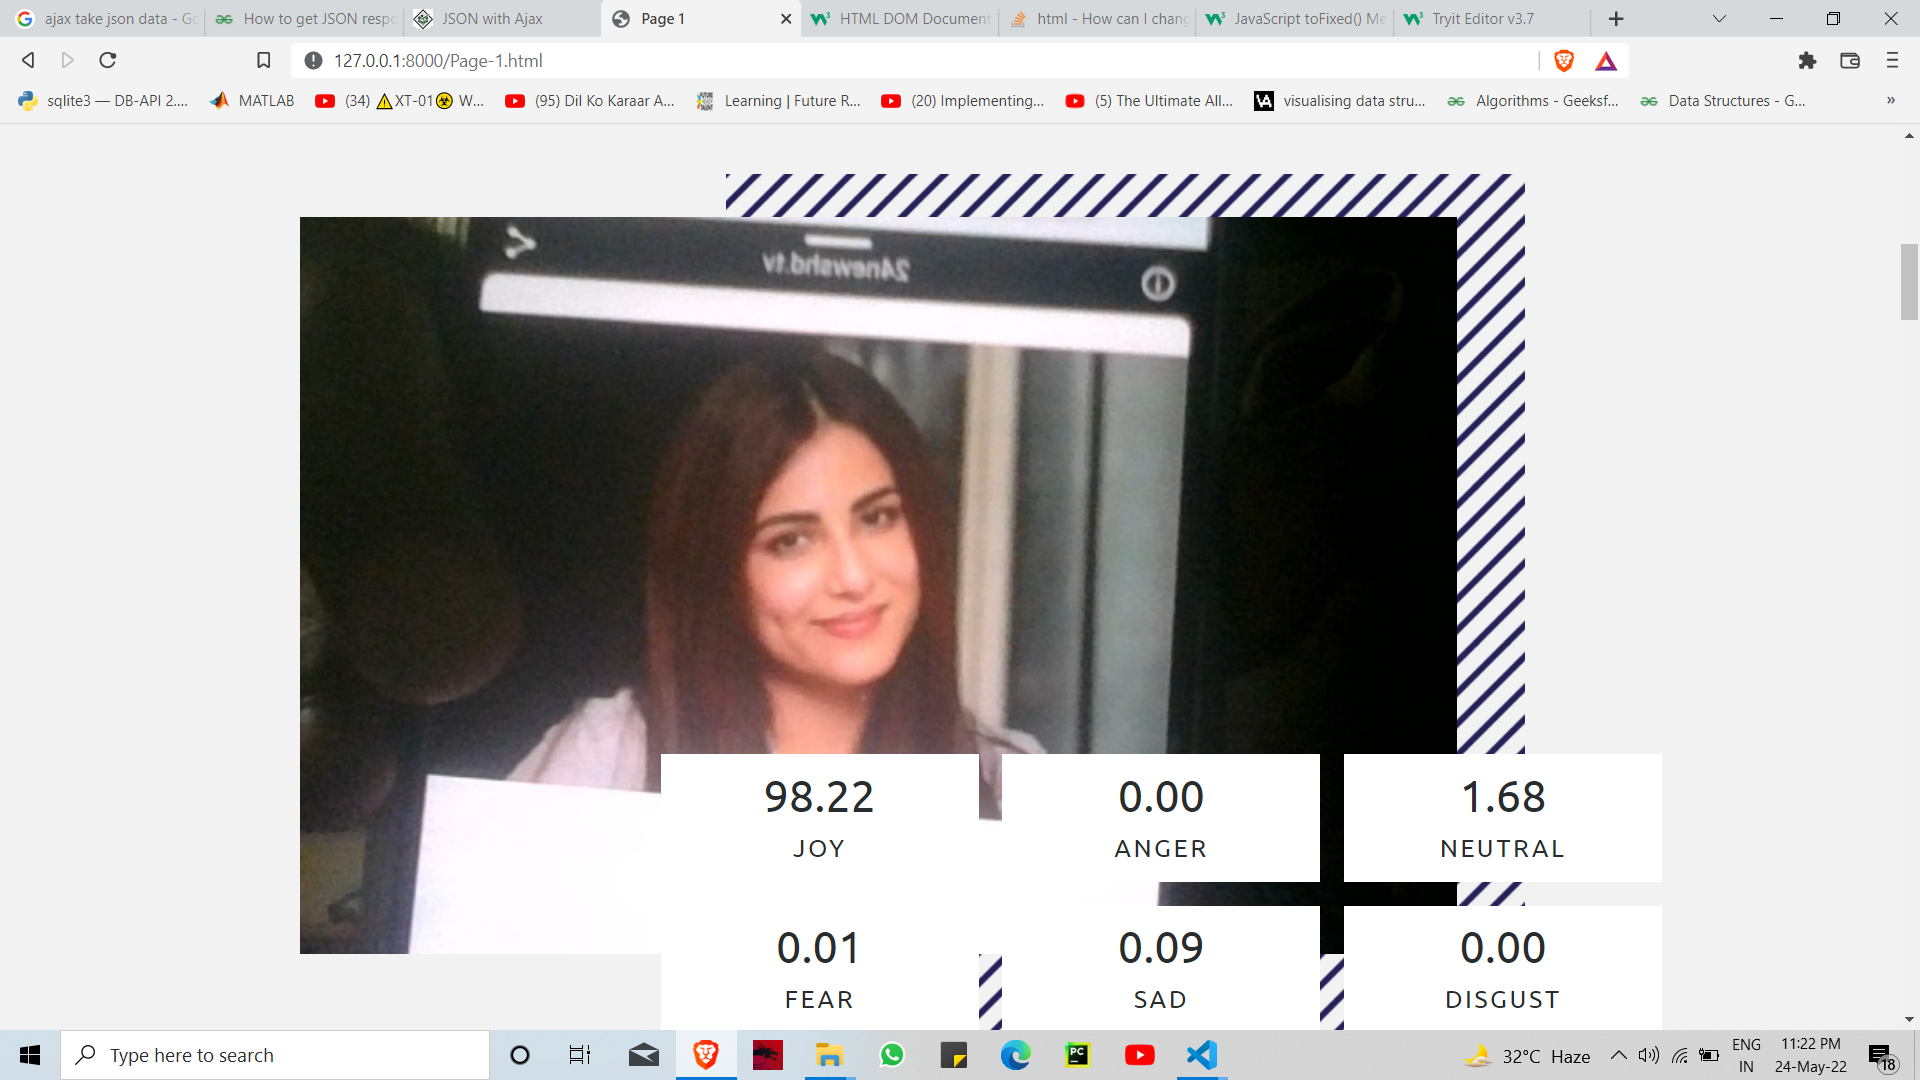 ajax take json data - Go
How to get JSON respo
JSON with Ajax
Page 1
HTML DOM Document
html - How can I chang
JavaScript toFixed() Me
Tryit Editor v3.7
127.0.0.1:8000/Page-1.html
sqlite3 — DB-API 2....
MATLAB
(34) ⚠XT-01☣ W...
(95) Dil Ko Karaar A...
Learning | Future R...
(20) Implementing...
(5) The Ultimate All...
visualising data stru...
Algorithms - Geeksf...
Data Structures - G...
»
24newshd.tv
98.22
JOY
0.00
ANGER
1.68
NEUTRAL
0.01
FEAR
0.09
SAD
0.00
DISGUST
Type here to search
32°C Haze
ENG
IN
11:22 PM
24-May-22
18